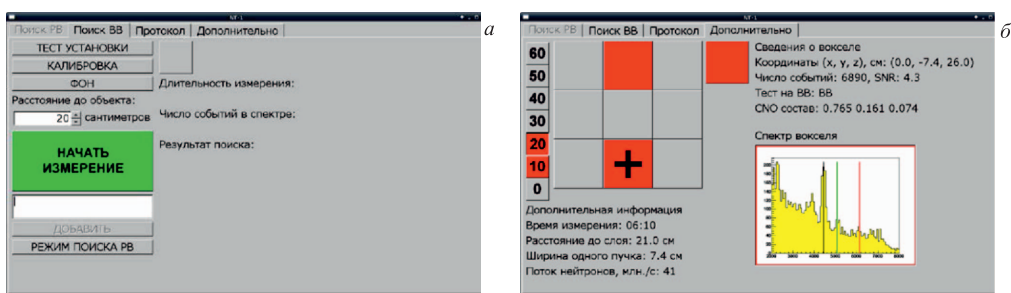 NT-1
Поиск РВ Поиск ВВ Протокол Дополнительно
ТЕСТ УСТАНОВКИ
КАЛИБРОВКА
ФОН
Расстояние до объекта:
20 сантиметров
НАЧАТЬ
ИЗМЕРЕНИЕ
ДОБАВИТЬ
РЕЖИМ ПОИСКА РВ
Длительность измерения:
Число событий в спектре:
Результат поиска:
а
NT-1
Поиск РВ Поиск ВВ Протокол Дополнительно
60
50
40
30
20
10
0
Дополнительная информация
Время измерения: 06:10
Расстояние до слоя: 21.0 см
Ширина одного пучка: 7.4 см
Поток нейтронов, млн./с: 41
Сведения о вокселе
Координаты (x, y, z), см: (0.0, -7.4, 26.0)
Число событий: 6890, SNR: 4.3
Тест на ВВ: ВВ
CNO состав: 0.765 0.161 0.074
Спектр вокселя
б